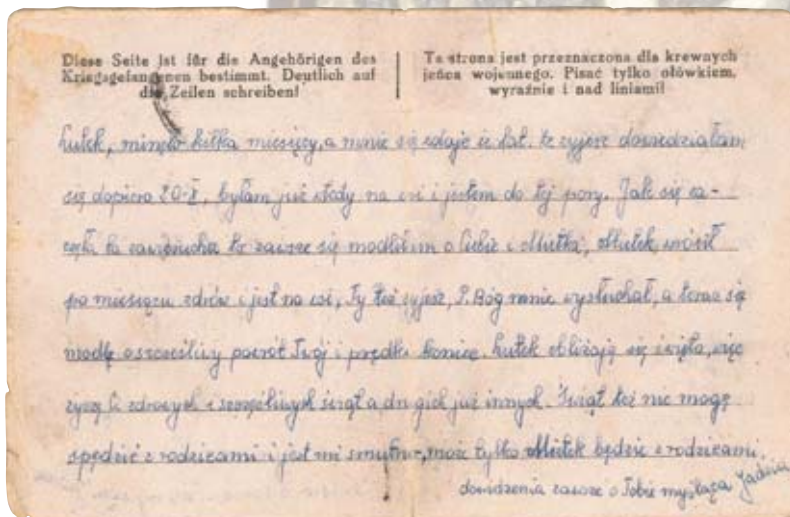 Diese Seite ist für die Angehörigen des
Kriegsgefangenen bestimmt. Deutlich auf
die Zeilen schreiben!
Ta strona jest przeznaczona dla krewnych
jeńca wojennego. Pisać tylko ołówkiem,
wyraźnie i nad liniami!
Lutek, minęło kilka miesięcy, a mnie się zdaje że lat. że żyjesz dowiedziałam
się dopiero 20-X, byłam już wtedy na wsi i jestem do tej pory. Jak się za-
częła ta zawierucha to zawsze się modliłam o Ciebie i Mietka, Mietek wrócił
po miesiącu zdrów i jest na wsi, Ty też żyjesz, P. Bóg mnie wysłuchał, a teraz się
modlę o szczęśliwy powrót Twój i prędki koniec. Lutek zbliżają się święta, więc
życzę Ci zdrowych i szczęśliwych świąt a drugich już innych. Świąt też nie mogę
spędzić z rodzicami i jest mi smutno, może tylko Mietek będzie z rodzicami.
dowidzenia zawsze o Tobie myśląca Jadzia